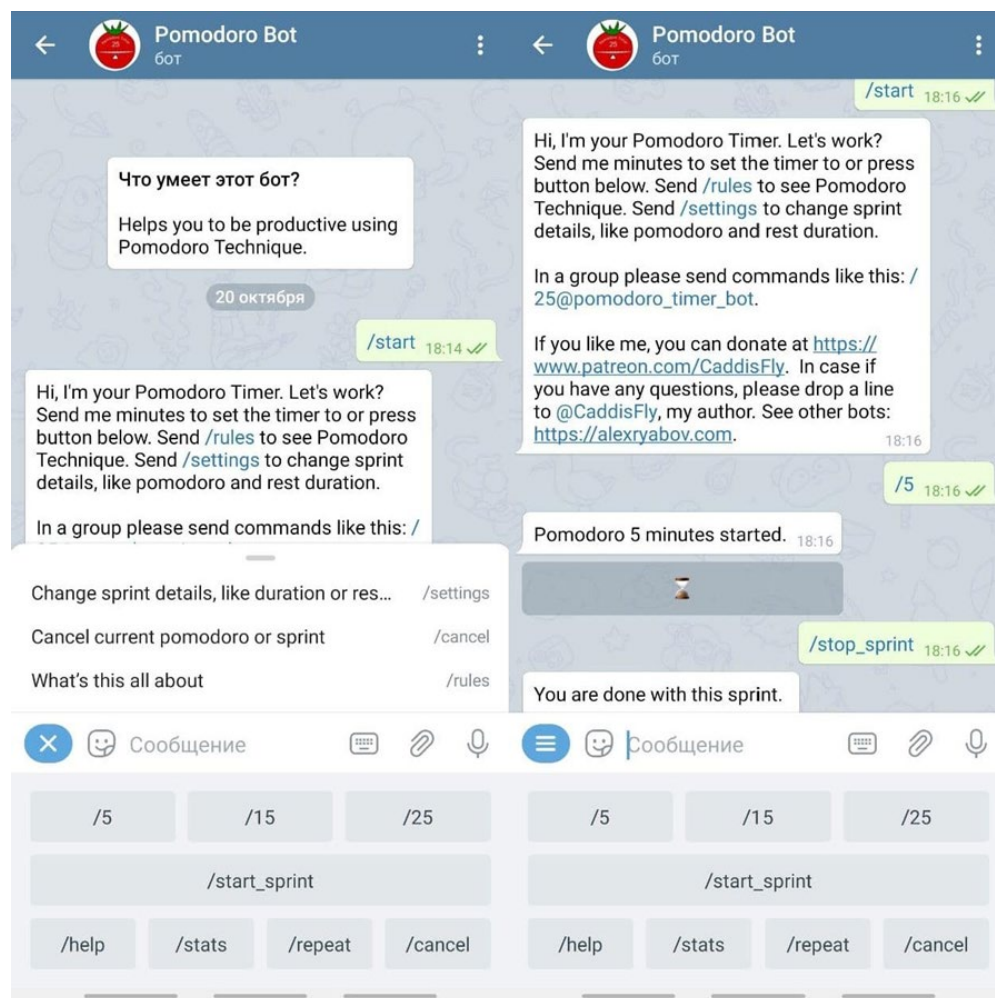 Pomodoro Bot
бот
Что умеет этот бот?
Helps you to be productive using
Pomodoro Technique.
20 октября
/start 18:14
Hi, I'm your Pomodoro Timer. Let's work?
Send me minutes to set the timer to or press
button below. Send /rules to see Pomodoro
Technique. Send /settings to change sprint
details, like pomodoro and rest duration.
In a group please send commands like this: /
Change sprint details, like duration or res... /settings
Cancel current pomodoro or sprint /cancel
What's this all about /rules
Сообщение
/5 /15 /25
/start_sprint
/help /stats /repeat /cancel
Pomodoro Bot
бот
/start 18:16
Hi, I'm your Pomodoro Timer. Let's work?
Send me minutes to set the timer to or press
button below. Send /rules to see Pomodoro
Technique. Send /settings to change sprint
details, like pomodoro and rest duration.
In a group please send commands like this: /
25@pomodoro_timer_bot.
If you like me, you can donate at https://
www.patreon.com/CaddisFly. In case if
you have any questions, please drop a line
to @CaddisFly, my author. See other bots:
https://alexryabov.com. 18:16
/5 18:16
Pomodoro 5 minutes started. 18:16
/stop_sprint 18:16
You are done with this sprint.
Сообщение
/5 /15 /25
/start_sprint
/help /stats /repeat /cancel